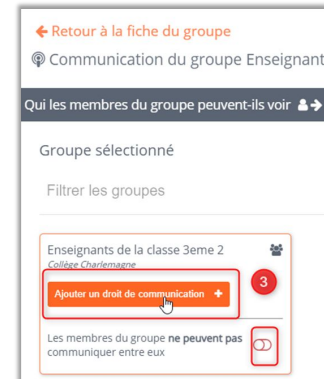 Retour à la fiche du groupe
Communication du groupe Enseignant
Qui les membres du groupe peuvent-ils voir
Groupe sélectionné
Filtrer les groupes
Enseignants de la classe 3eme 2
Collège Charlemagne
Ajouter un droit de communication +
3
Les membres du groupe ne peuvent pas
communiquer entre eux